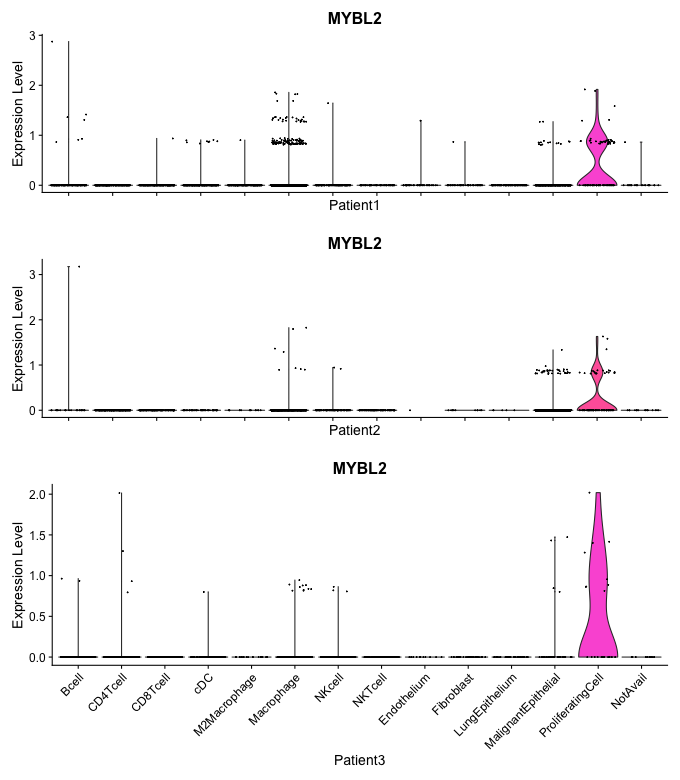 MYBL2
Expression Level
3
2
1
0
Patient1
MYBL2
Expression Level
3
2
1
0
Patient2
MYBL2
Expression Level
2.0
1.5
1.0
0.5
0.0
Bcell
CD4Tcell
CD8Tcell
cDC
M2Macrophage
Macrophage
NKcell
NKTcell
Endothelium
Fibroblast
LungEpithelium
MalignantEpithelial
ProliferatingCell
NotAvail
Patient3